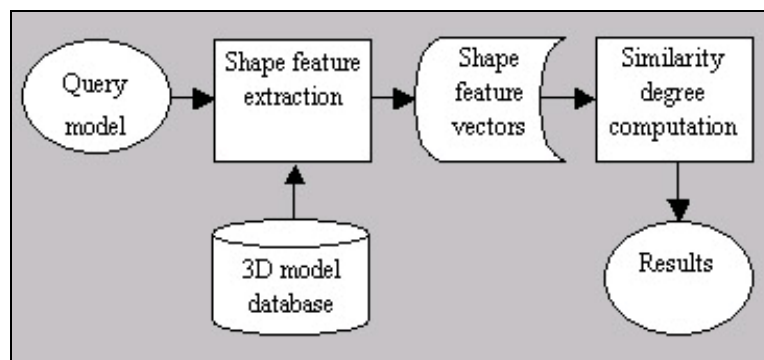 Query
model
Shape feature
extraction
Shape
feature
vectors
Similarity
degree
computation
3D model
database
Results